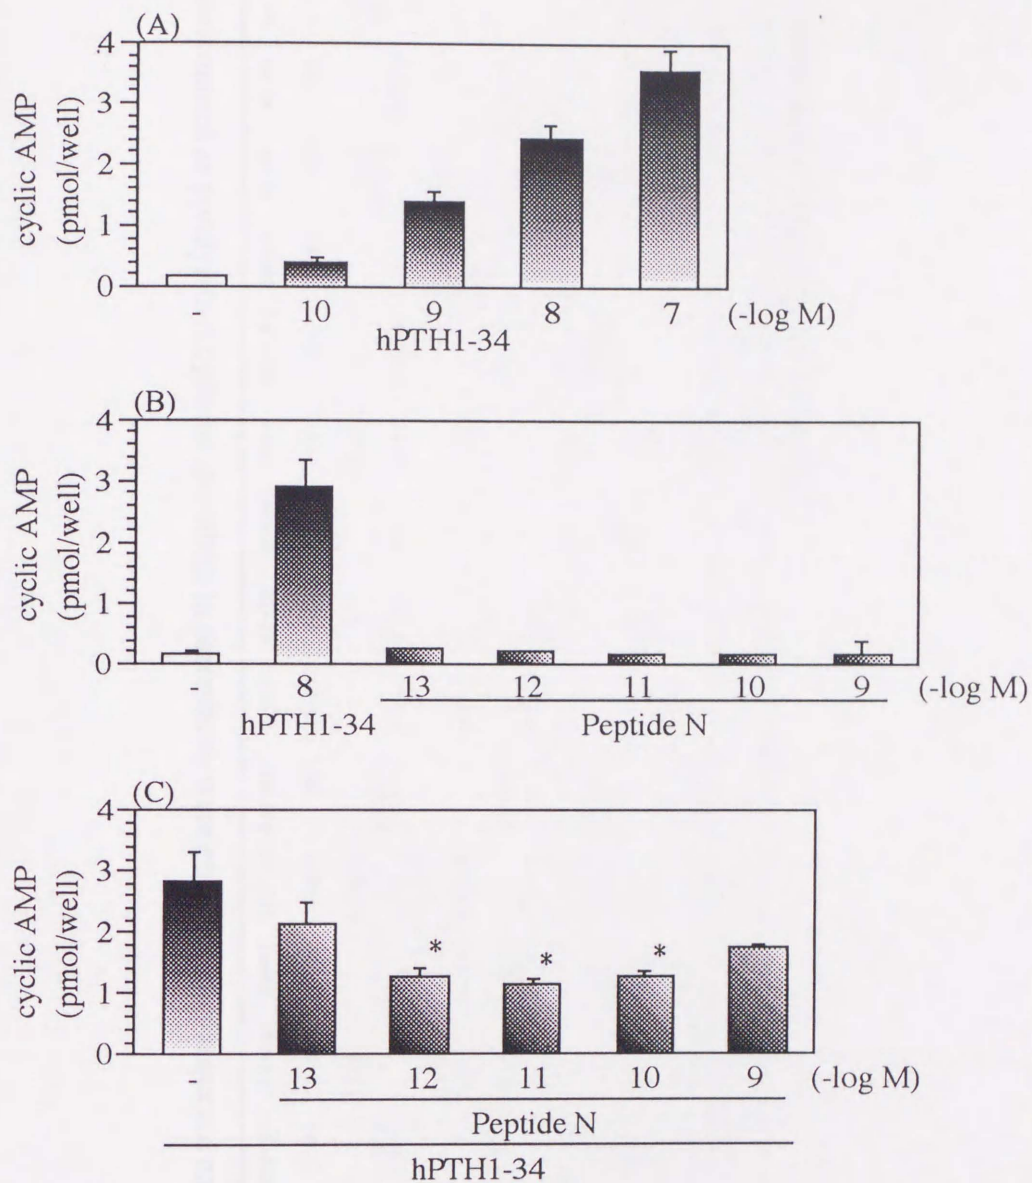 (A)
cyclic AMP
(pmol/well)
4
3
2
1
0
- 10 9 8 7 (-log M)
hPTH1-34
(B)
cyclic AMP
(pmol/well)
4
3
2
1
0
- 8 13 12 11 10 9 (-log M)
hPTH1-34 Peptide N
(C)
cyclic AMP
(pmol/well)
4
3
2
1
0
* * *
- 13 12 11 10 9 (-log M)
Peptide N
hPTH1-34